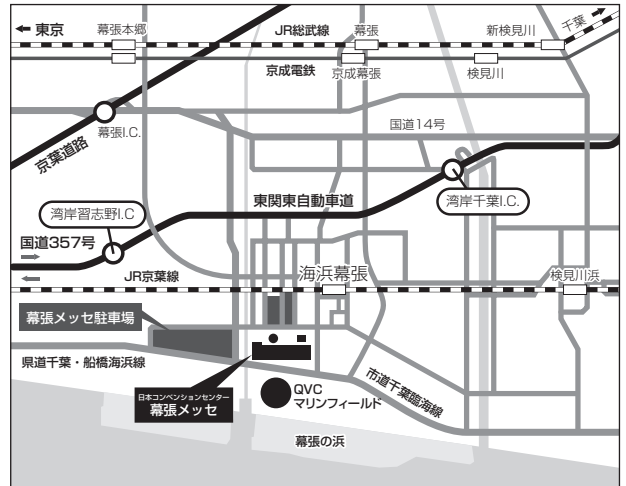 東京
幕張本郷
JR総武線
幕張
新検見川
千葉
京成電鉄
京成幕張
検見川
幕張I.C.
国道14号
京葉道路
湾岸千葉I.C.
東関東自動車道
湾岸習志野I.C
国道357号
JR京葉線
海浜幕張
検見川浜
幕張メッセ駐車場
県道千葉・船橋海浜線
日本コンベンションセンター
幕張メッセ
QVC
マリンフィールド
市道千葉臨海線
幕張の浜